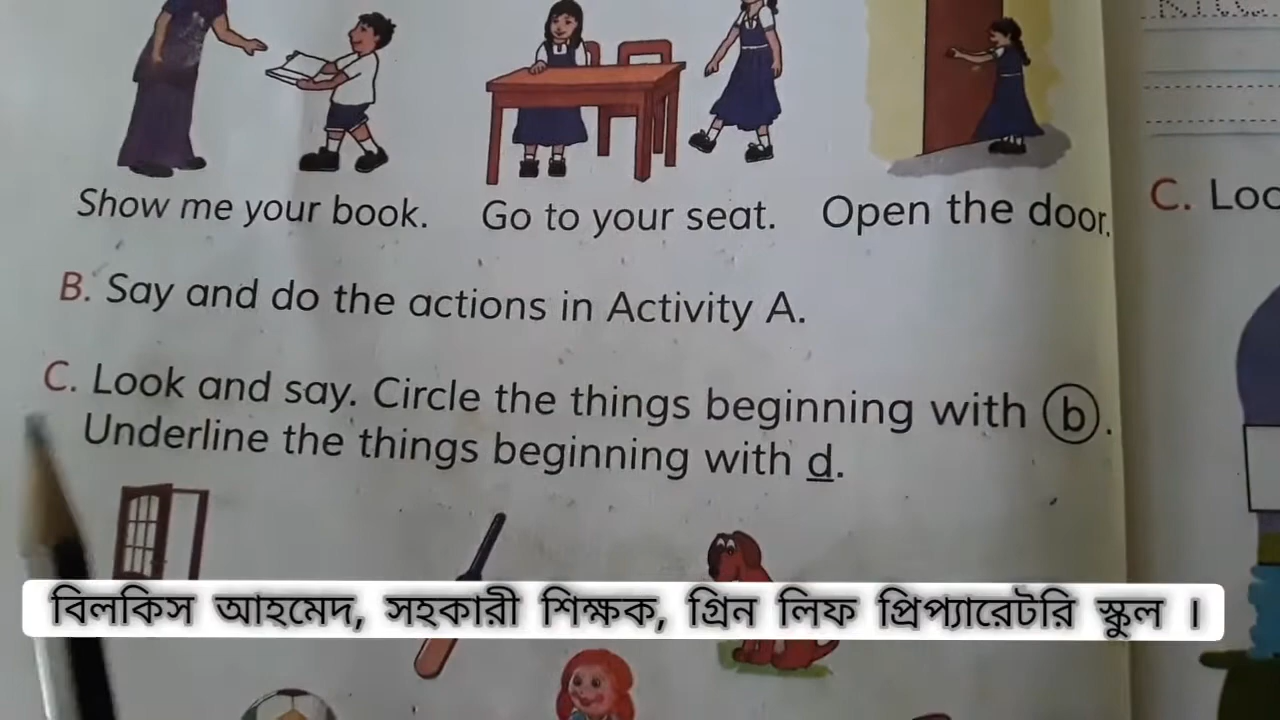 Show me your book. Go to your seat. Open the door.
B. Say and do the actions in Activity A.
C. Look and say. Circle the things beginning with b.
Underline the things beginning with d.
C. Loo
বিলকিস আহমেদ, সহকারী শিক্ষক, গ্রিন লিফ প্রিপ্যারেটরি স্কুল ।